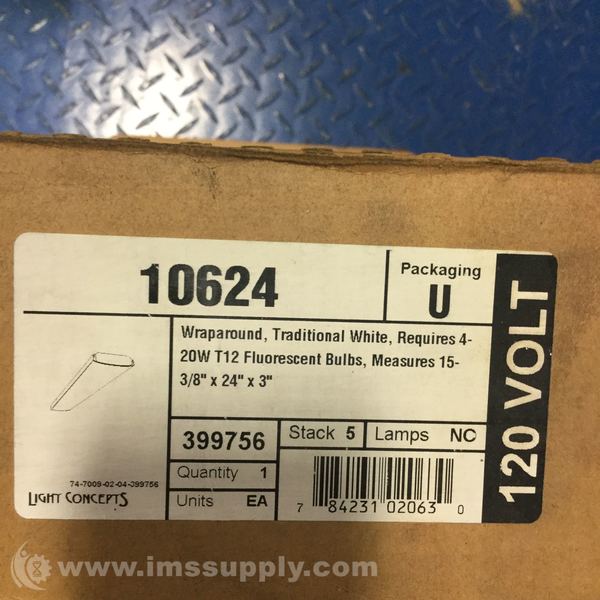 10624
Packaging
U
Wraparound, Traditional White, Requires 4-
20W T12 Fluorescent Bulbs, Measures 15-
3/8" x 24" x 3"
399756
Stack 5
Lamps NC
Quantity 1
Units EA
74-7009-02-04-399756
LIGHT CONCEPTS
7 84231 02063 0
120 VOLT
www.imssupply.com